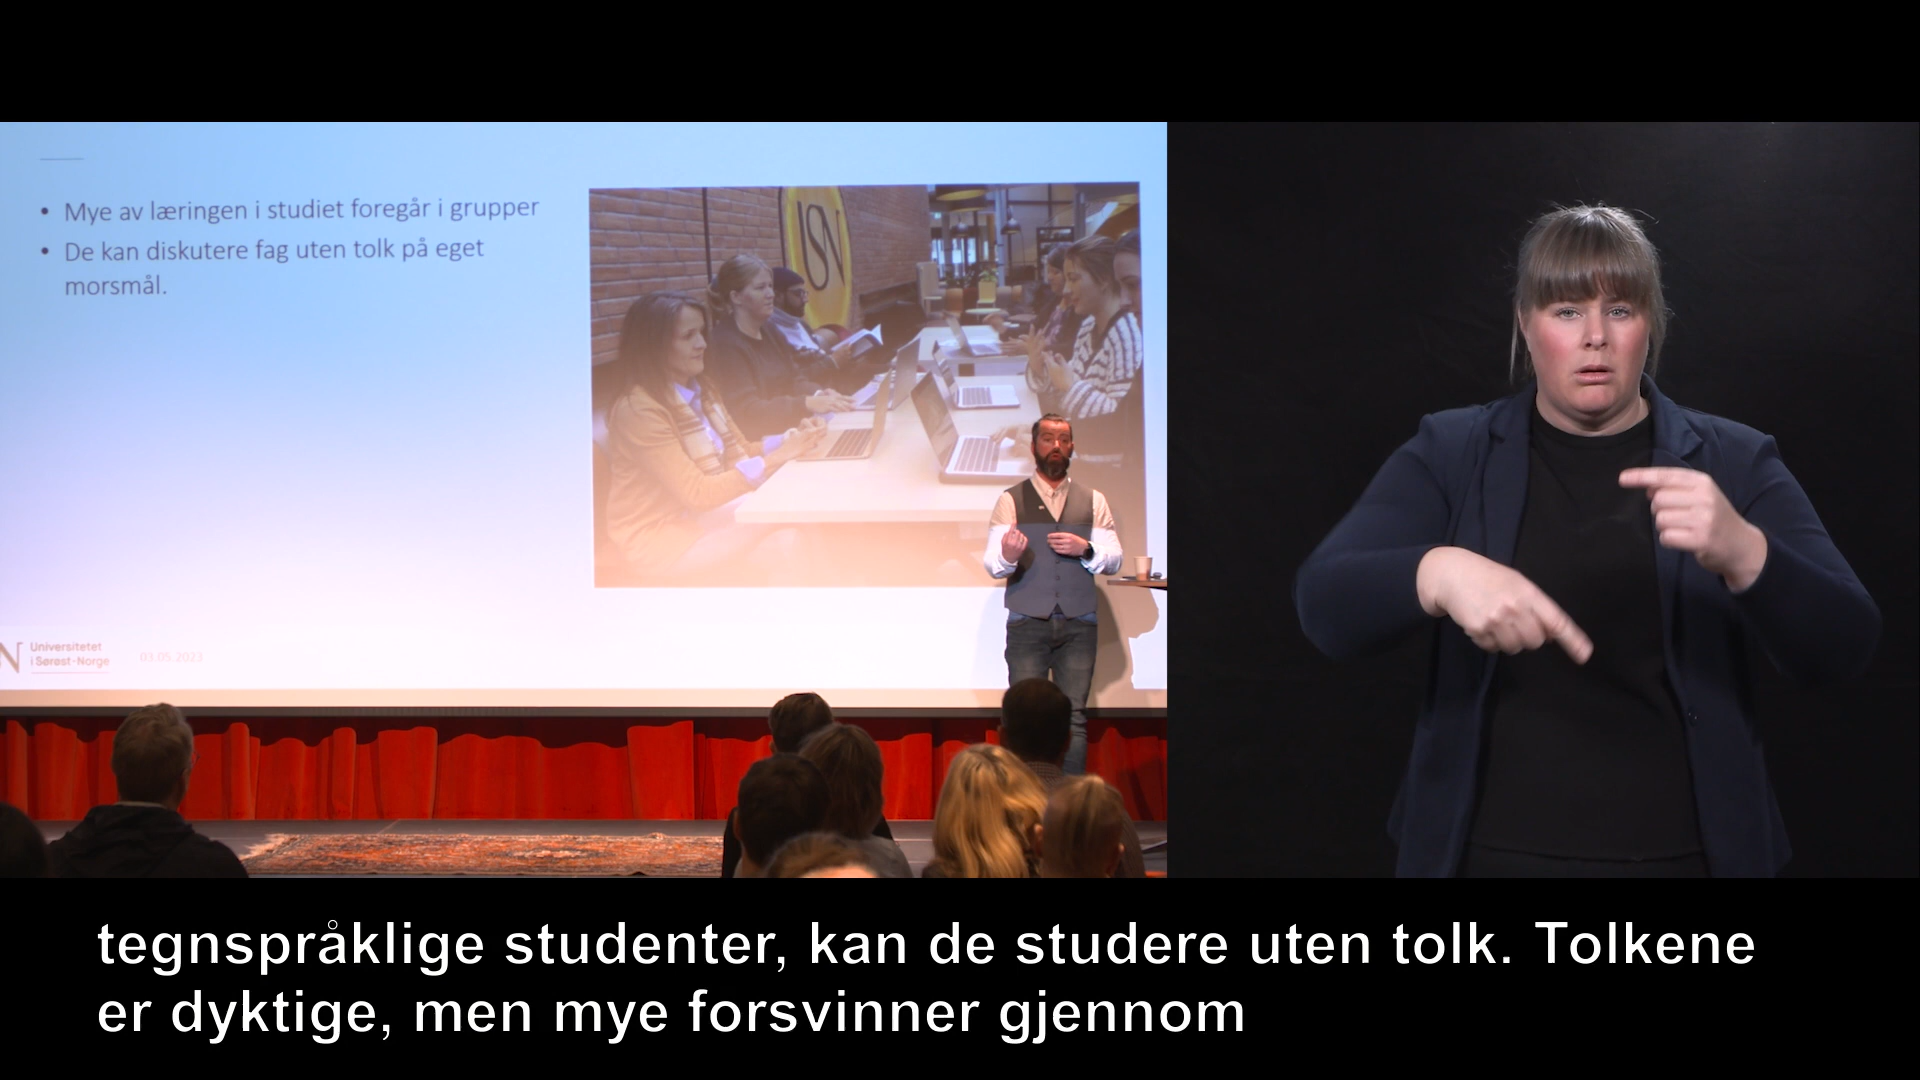 • Mye av læringen i studiet foregår i grupper
• De kan diskutere fag uten tolk på eget
morsmål.
USN
N Universitetet
i Sørøst-Norge
03.05.2023
tegnspråklige studenter, kan de studere uten tolk. Tolkene
er dyktige, men mye forsvinner gjennom